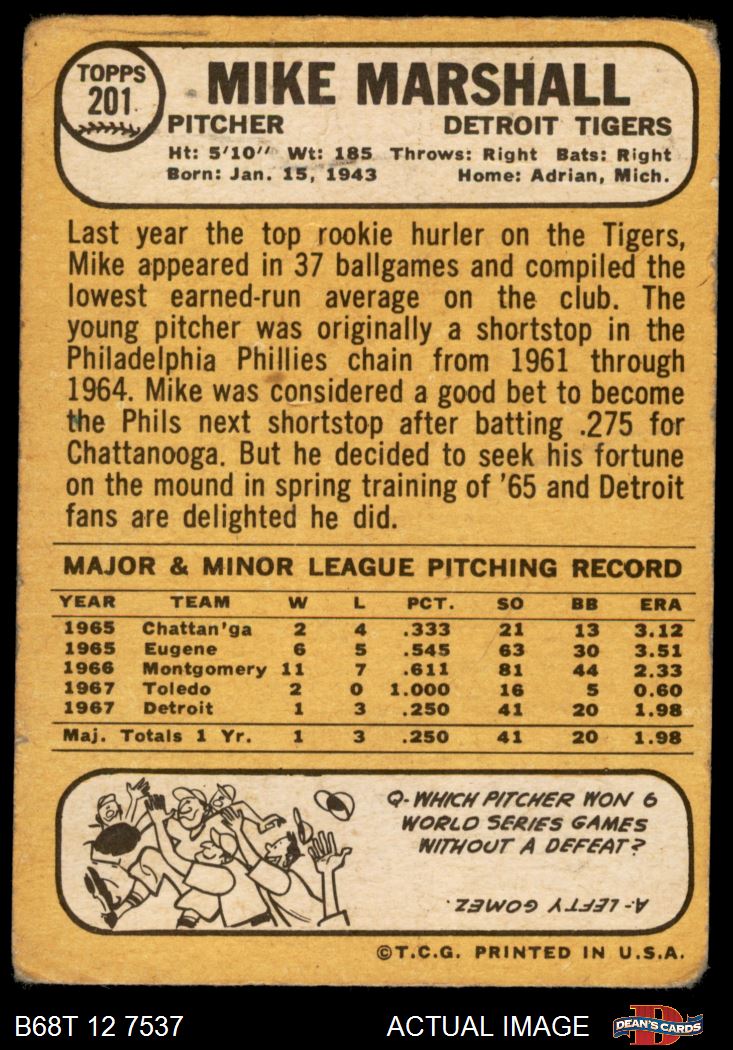 TOPPS
201
MIKE MARSHALL
PITCHER DETROIT TIGERS
Ht: 5'10" Wt: 185 Throws: Right Bats: Right
Born: Jan. 15, 1943 Home: Adrian, Mich.
Last year the top rookie hurler on the Tigers,
Mike appeared in 37 ballgames and compiled the
lowest earned-run average on the club. The
young pitcher was originally a shortstop in the
Philadelphia Phillies chain from 1961 through
1964. Mike was considered a good bet to become
the Phils next shortstop after batting .275 for
Chattanooga. But he decided to seek his fortune
on the mound in spring training of '65 and Detroit
fans are delighted he did.
MAJOR & MINOR LEAGUE PITCHING RECORD
YEAR TEAM W L PCT. SO BB ERA
1965 Chattan'ga 2 4 .333 21 13 3.12
1965 Eugene 6 5 .545 63 30 3.51
1966 Montgomery 11 7 .611 81 44 2.33
1967 Toledo 2 0 1.000 16 5 0.60
1967 Detroit 1 3 .250 41 20 1.98
Maj. Totals 1 Yr. 1 3 .250 41 20 1.98
Q-WHICH PITCHER WON 6
WORLD SERIES GAMES
WITHOUT A DEFEAT?
A-LEFTY GOMEZ.
©T.C.G. PRINTED IN U.S.A.
B68T 12 7537 ACTUAL IMAGE D DEAN'S CARDS